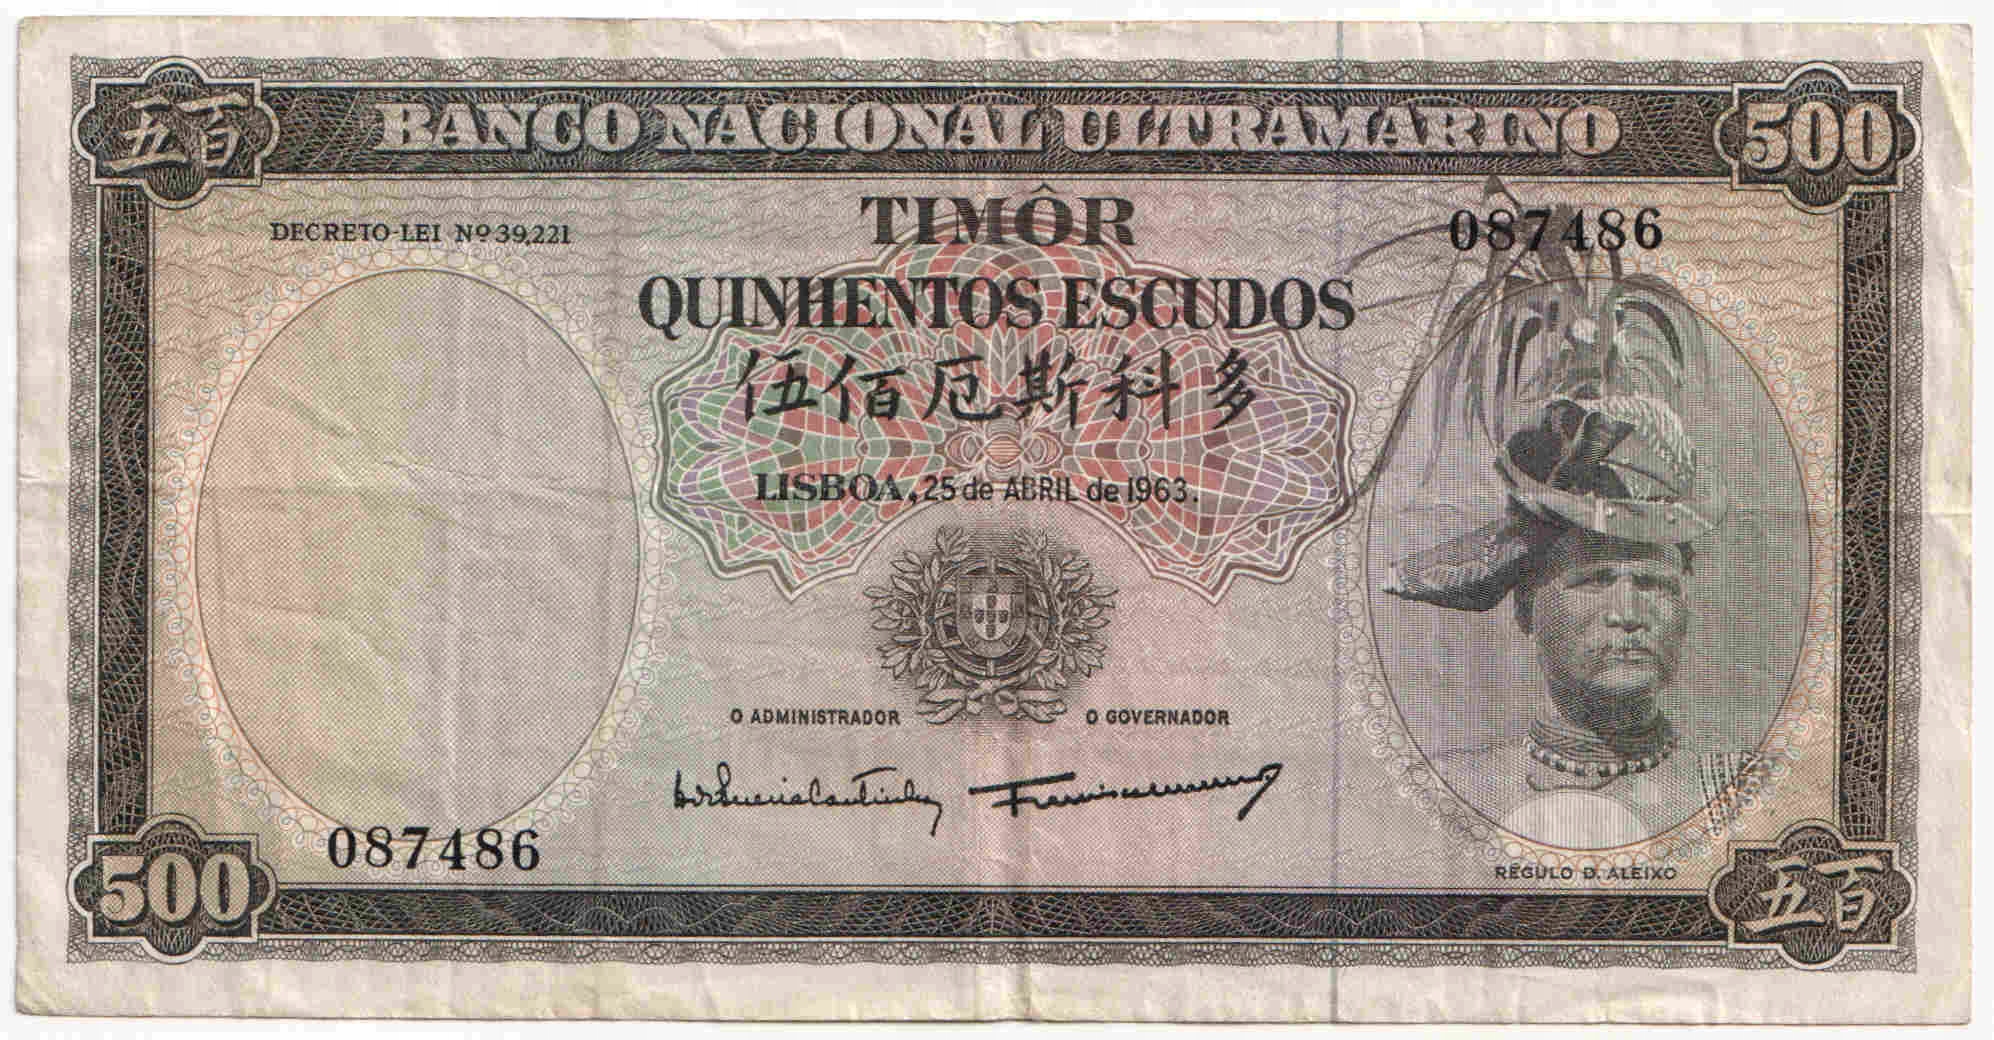 五百
BANCO NACIONAL ULTRAMARINO
500
TIMÔR
DECRETO-LEI Nº 39,221
087486
QUINHENTOS ESCUDOS
伍佰厄斯科多
LISBOA, 25 de ABRIL de 1963.
O ADMINISTRADOR
O GOVERNADOR
087486
RÉGULO D. ALEIXO
500
五百